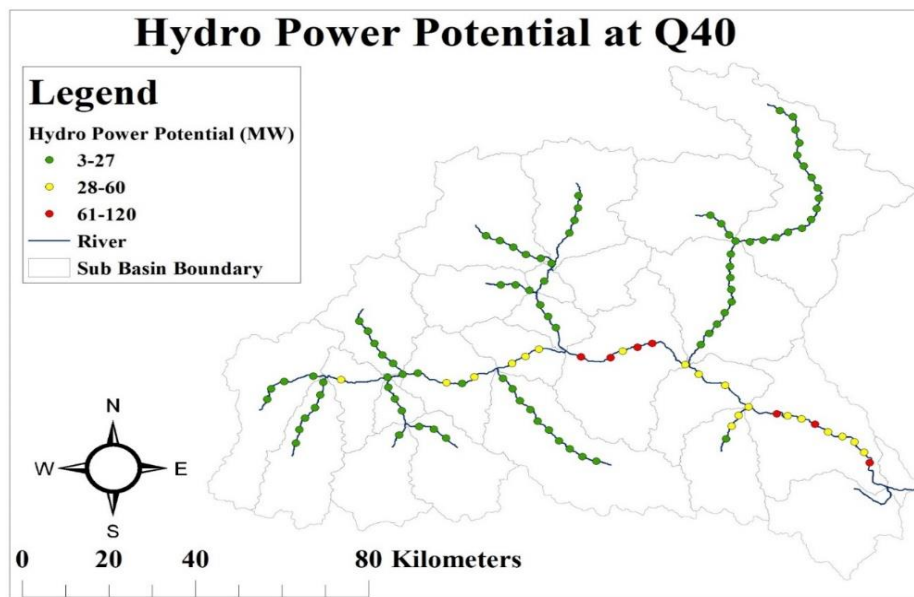 Hydro Power Potential at Q40
Legend
Hydro Power Potential (MW)
3-27
28-60
61-120
River
Sub Basin Boundary
N
W E
S
0 20 40 80 Kilometers